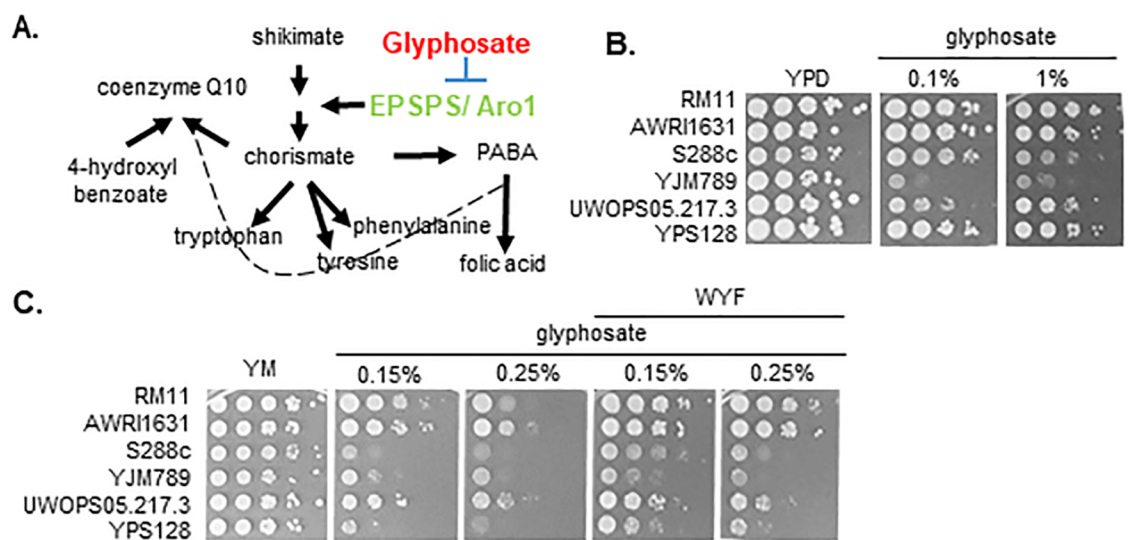 A.
shikimate
Glyphosate
coenzyme Q10
EPSPS/ Aro1
4-hydroxyl
benzoate
chorismate
PABA
tryptophan
phenylalanine
tyrosine
folic acid
B.
glyphosate
YPD
0.1%
1%
RM11
AWRI1631
S288c
YJM789
UWOPS05.217.3
YPS128
C.
WYF
glyphosate
YM
0.15%
0.25%
0.15%
0.25%
RM11
AWRI1631
S288c
YJM789
UWOPS05.217.3
YPS128